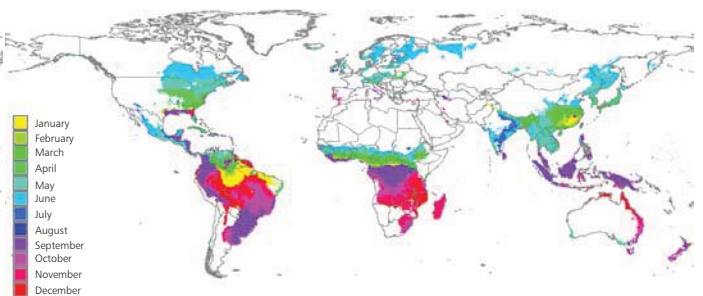 January
February
March
April
May
June
July
August
September
October
November
December